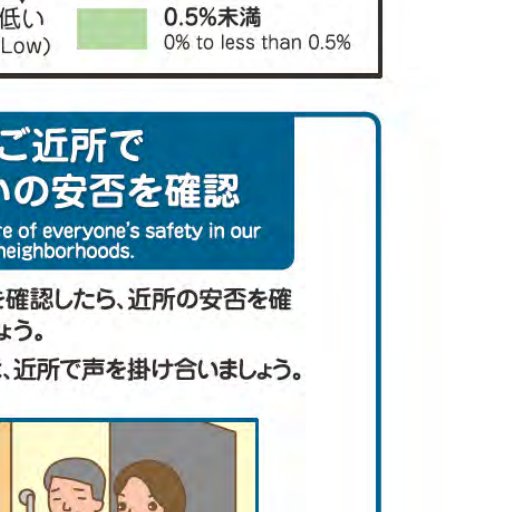 低い
0.5%未満
Low)
0% to less than 0.5%
ご近所で
いの安否を確認
re of everyone's safety in our
neighborhoods.
を確認したら、近所の安否を確
ょう。
、近所で声を掛け合いましょう。